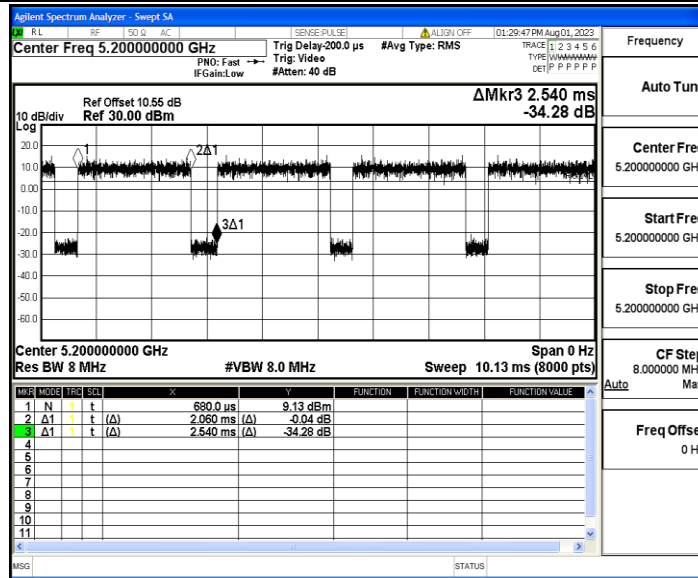 Agilent Spectrum Analyzer - Swept SA
RL RF 50 Ω AC SENSE:PULSE ALIGN OFF 01:29:47 PM Aug 01, 2023
Center Freq 5.200000000 GHz
PNO: Fast
IFGain:Low
Trig Delay-200.0 µs
Trig: Video
#Atten: 40 dB
#Avg Type: RMS
TRACE 1 2 3 4 5 6
TYPE
DET P P P P P P
ΔMkr3 2.540 ms
-34.28 dB
Ref Offset 10.55 dB
10 dB/div Ref 30.00 dBm
Log
20.0
10.0
0.00
-10.0
-20.0
-30.0
-40.0
-50.0
-60.0
1
2Δ1
3Δ1
Center 5.200000000 GHz Span 0 Hz
Res BW 8 MHz #VBW 8.0 MHz Sweep 10.13 ms (8000 pts)
MKR MODE TRC SCL X Y FUNCTION FUNCTION WIDTH FUNCTION VALUE
1 N 1 t 680.0 µs 9.13 dBm
2 Δ1 1 t (Δ) 2.060 ms (Δ) -0.04 dB
3 Δ1 1 t (Δ) 2.540 ms (Δ) -34.28 dB
4
5
6
7
8
9
10
11
MSG STATUS
Frequency
Auto Tun
Center Fre
5.200000000 GH
Start Fre
5.200000000 GH
Stop Fre
5.200000000 GH
CF Step
8.000000 MH
Auto Ma
Freq Offse
0 H